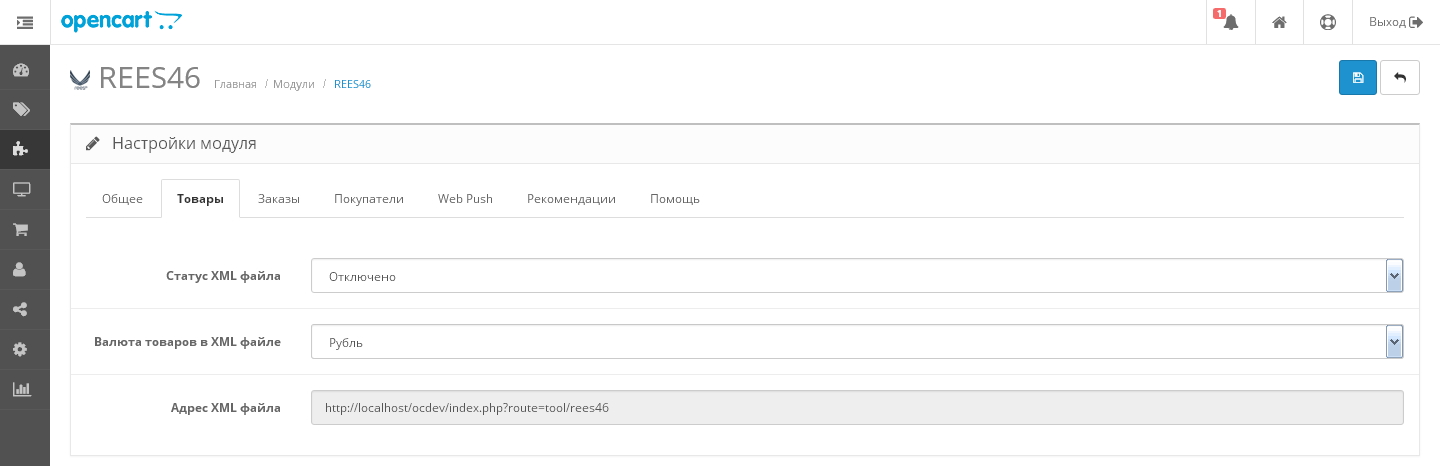 opencart
1
Выход
REES46 Главная / Модули / REES46
Настройки модуля
Общее Товары Заказы Покупатели Web Push Рекомендации Помощь
Статус XML файла Отключено
Валюта товаров в XML файле Рубль
Адрес XML файла http://localhost/ocdev/index.php?route=tool/rees46